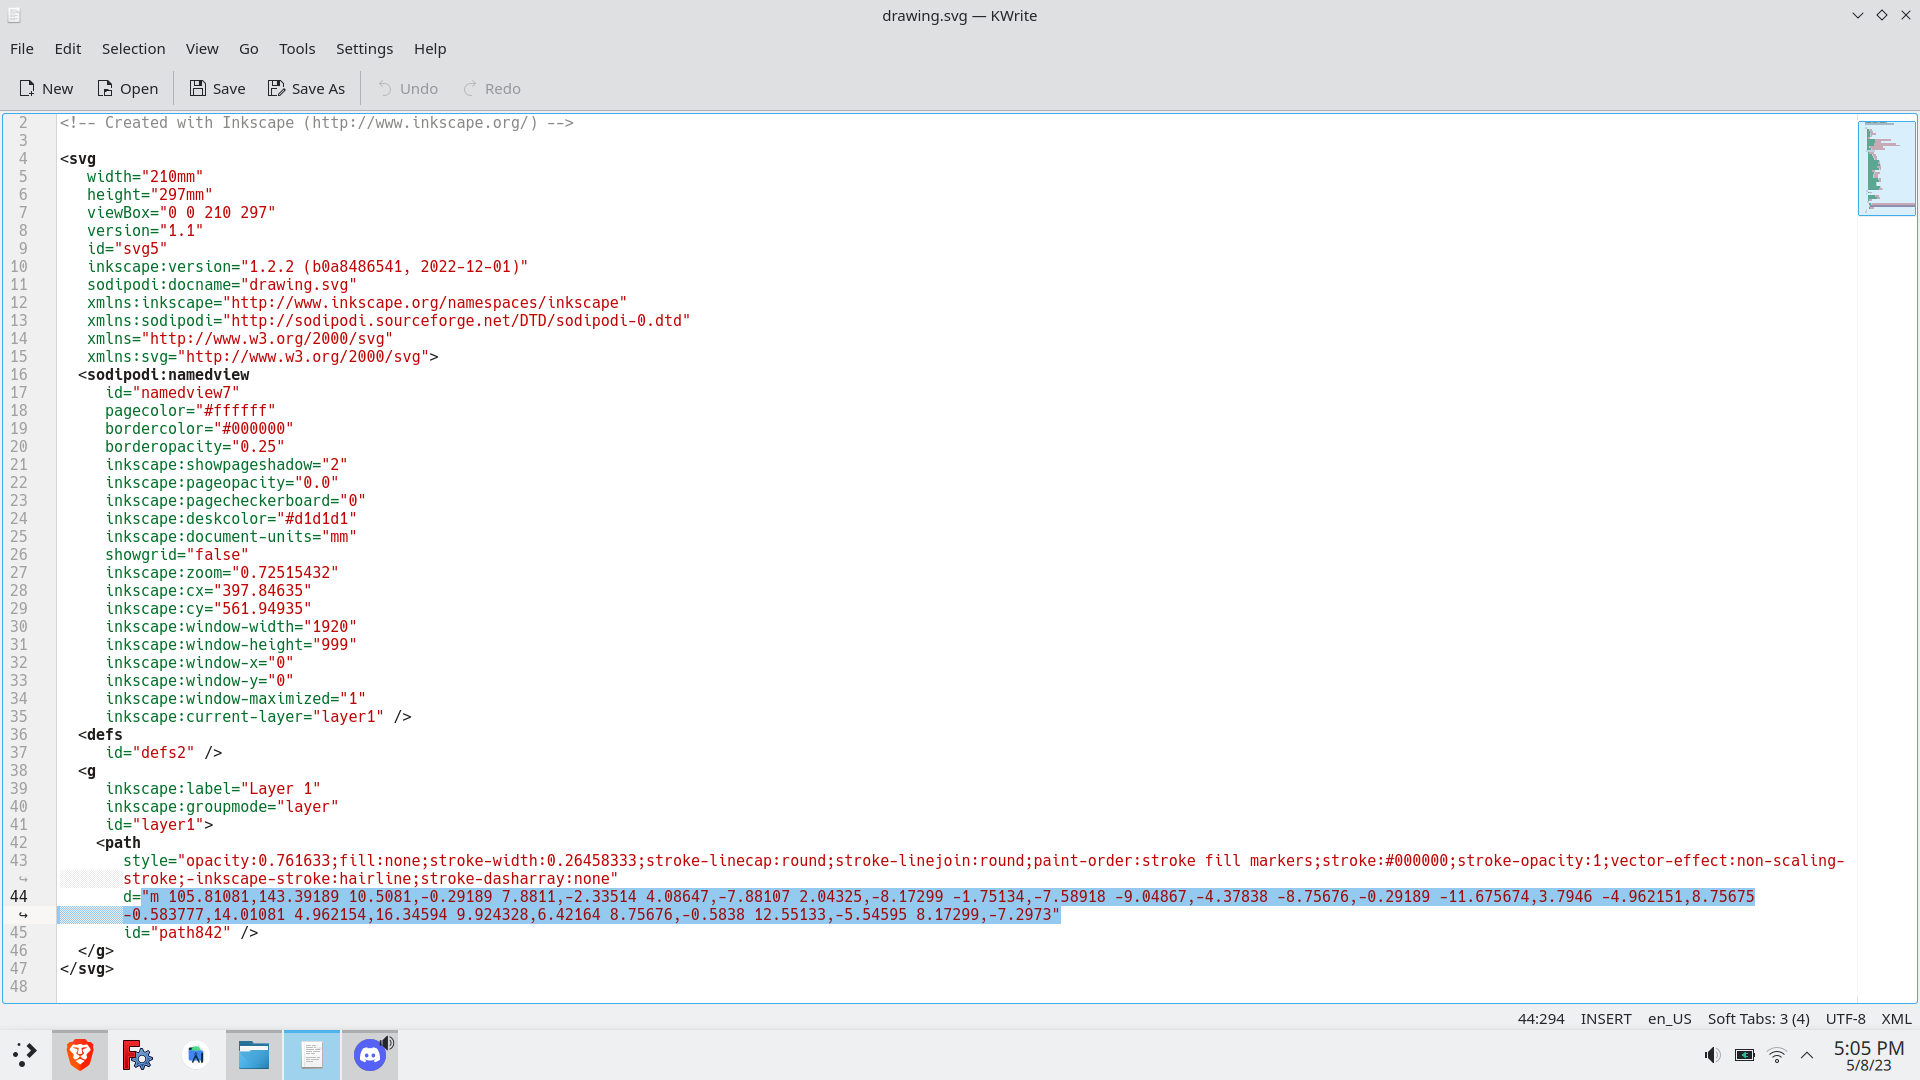 drawing.svg — KWrite
File Edit Selection View Go Tools Settings Help
New Open Save Save As Undo Redo
2 <!-- Created with Inkscape (http://www.inkscape.org/) -->
3
4 <svg
5 width="210mm"
6 height="297mm"
7 viewBox="0 0 210 297"
8 version="1.1"
9 id="svg5"
10 inkscape:version="1.2.2 (b0a8486541, 2022-12-01)"
11 sodipodi:docname="drawing.svg"
12 xmlns:inkscape="http://www.inkscape.org/namespaces/inkscape"
13 xmlns:sodipodi="http://sodipodi.sourceforge.net/DTD/sodipodi-0.dtd"
14 xmlns="http://www.w3.org/2000/svg"
15 xmlns:svg="http://www.w3.org/2000/svg">
16 <sodipodi:namedview
17 id="namedview7"
18 pagecolor="#ffffff"
19 bordercolor="#000000"
20 borderopacity="0.25"
21 inkscape:showpageshadow="2"
22 inkscape:pageopacity="0.0"
23 inkscape:pagecheckerboard="0"
24 inkscape:deskcolor="#d1d1d1"
25 inkscape:document-units="mm"
26 showgrid="false"
27 inkscape:zoom="0.72515432"
28 inkscape:cx="397.84635"
29 inkscape:cy="561.94935"
30 inkscape:window-width="1920"
31 inkscape:window-height="999"
32 inkscape:window-x="0"
33 inkscape:window-y="0"
34 inkscape:window-maximized="1"
35 inkscape:current-layer="layer1" />
36 <defs
37 id="defs2" />
38 <g
39 inkscape:label="Layer 1"
40 inkscape:groupmode="layer"
41 id="layer1">
42 <path
43 style="opacity:0.761633;fill:none;stroke-width:0.26458333;stroke-linecap:round;stroke-linejoin:round;paint-order:stroke fill markers;stroke:#000000;stroke-opacity:1;vector-effect:non-scaling-
stroke;-inkscape-stroke:hairline;stroke-dasharray:none"
44 d="m 105.81081,143.39189 10.5081,-0.29189 7.8811,-2.33514 4.08647,-7.88107 2.04325,-8.17299 -1.75134,-7.58918 -9.04867,-4.37838 -8.75676,-0.29189 -11.675674,3.7946 -4.962151,8.75675
-0.583777,14.01081 4.962154,16.34594 9.924328,6.42164 8.75676,-0.5838 12.55133,-5.54595 8.17299,-7.2973"
45 id="path842" />
46 </g>
47 </svg>
48
44:294 INSERT en_US Soft Tabs: 3 (4) UTF-8 XML
5:05 PM
5/8/23